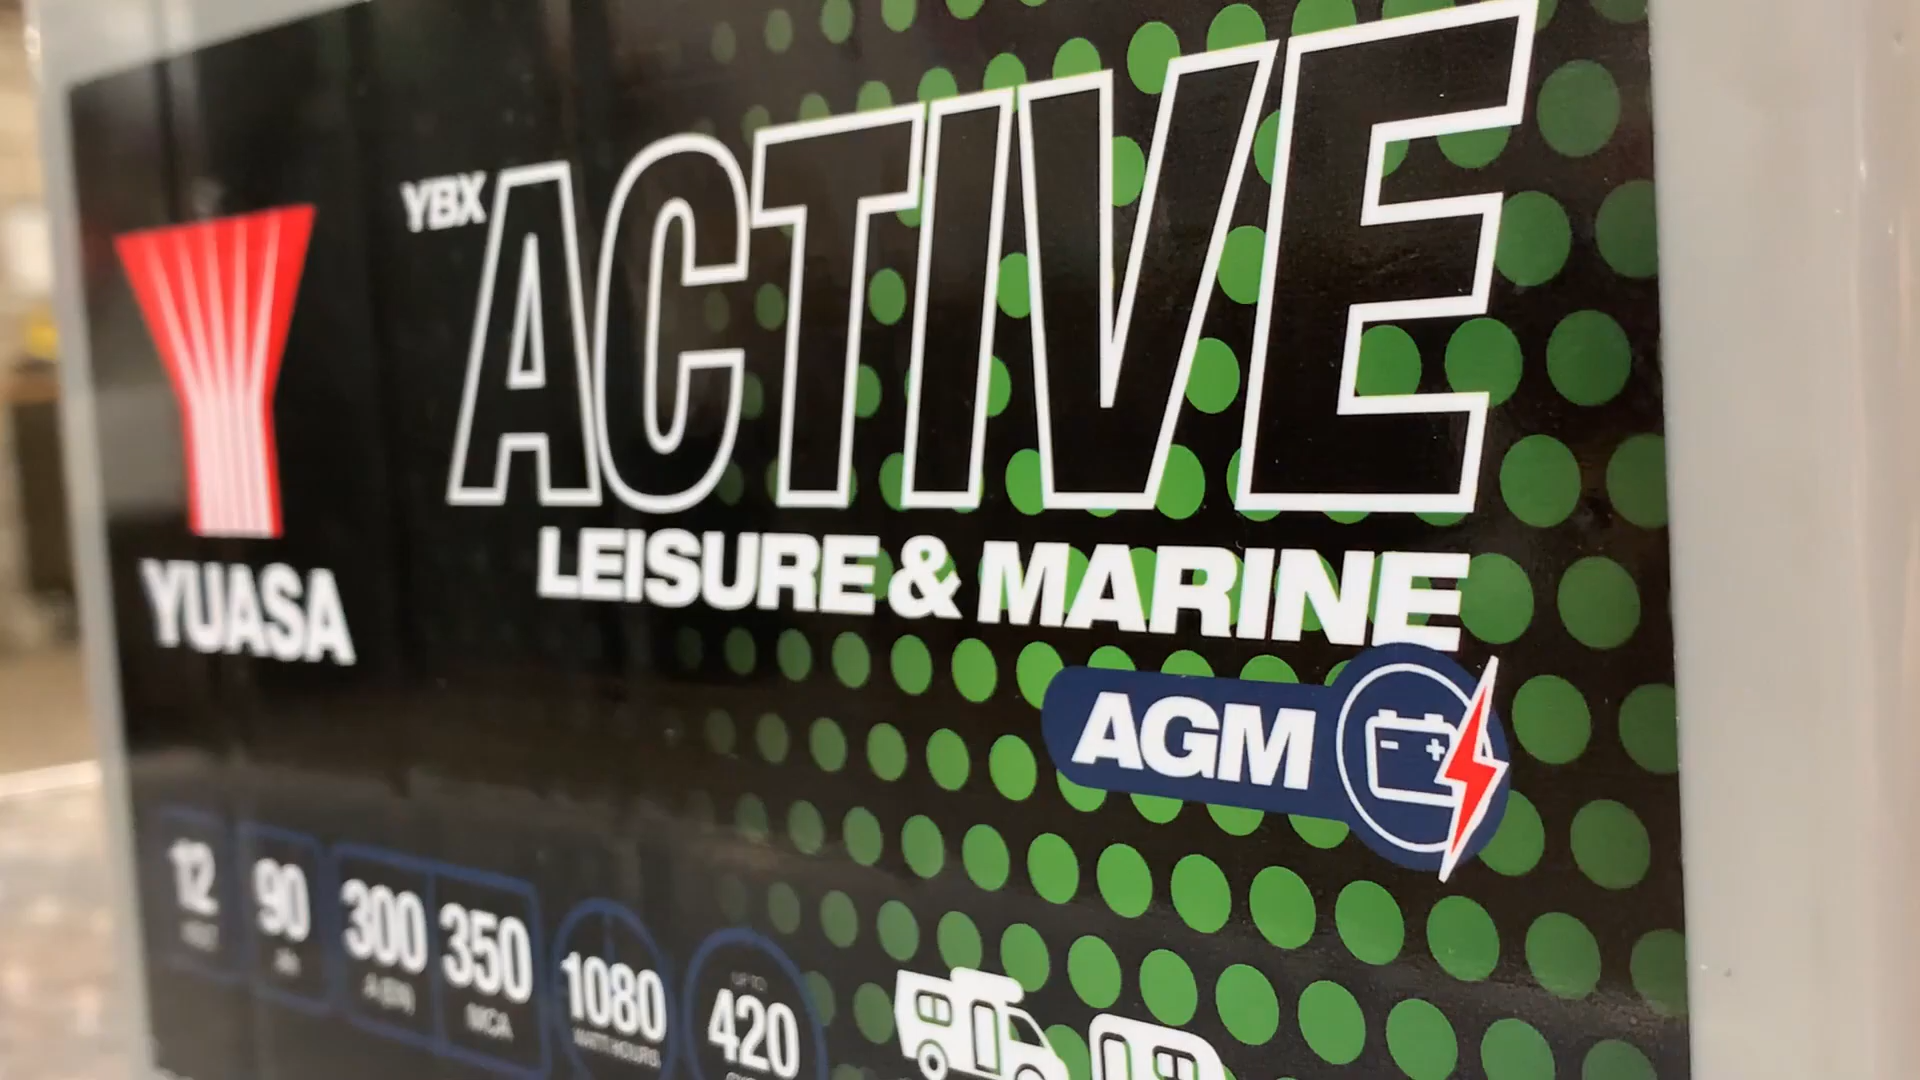 YBX
ACTIVE
LEISURE & MARINE
YUASA
AGM
12 90 300 350 1080 420
VOLT Ah A (EN) MCA WATT HOURS
UP TO